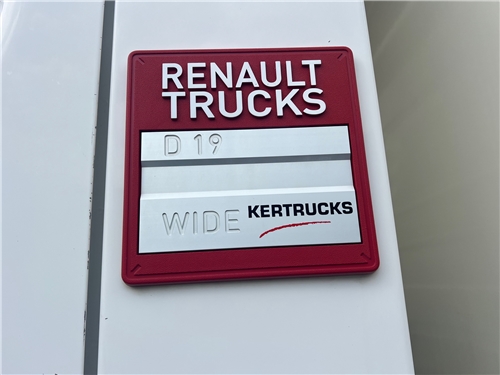 RENAULT
TRUCKS
D 19
WIDE KERTRUCKS